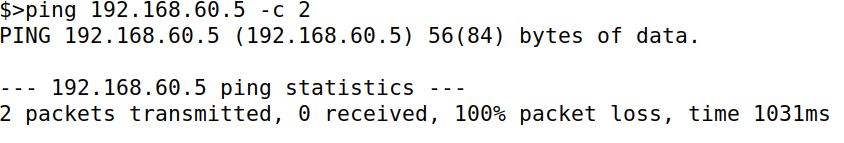 $>ping 192.168.60.5 -c 2
PING 192.168.60.5 (192.168.60.5) 56(84) bytes of data.
--- 192.168.60.5 ping statistics ---
2 packets transmitted, 0 received, 100% packet loss, time 1031ms